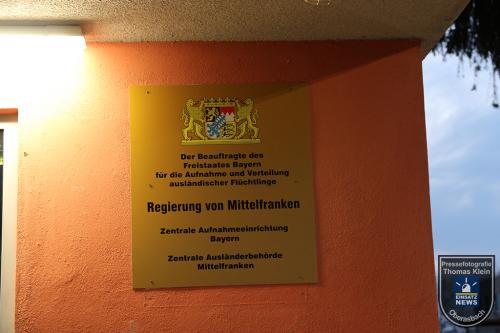 Der Beauftragte des
Freistaates Bayern
für die Aufnahme und Verteilung
ausländischer Flüchtlinge
Regierung von Mittelfranken
Zentrale Aufnahmeeinrichtung
Bayern
Zentrale Ausländerbehörde
Mittelfranken
Pressefotografie
Thomas Klein
EINSATZ
NEWS
Oberasbach